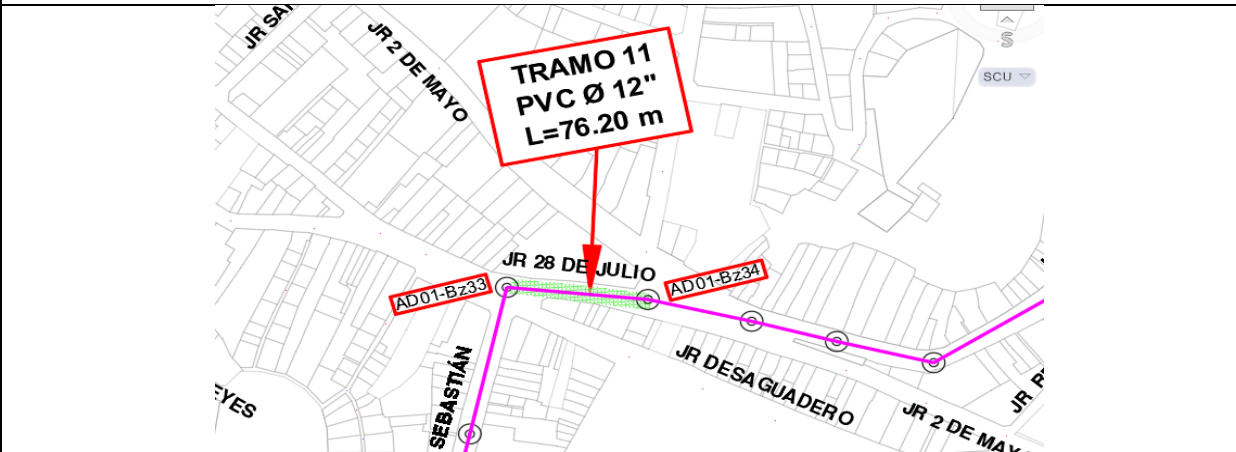 JR 2 DE MAYO
TRAMO 11
PVC Ø 12"
L=76.20 m
S
SCU
JR 28 DE JULIO
AD01-Bz33
AD01-Bz34
SEBASTIÁN
JR DESAGUADERO
JR 2 DE MAY
EYES
JR